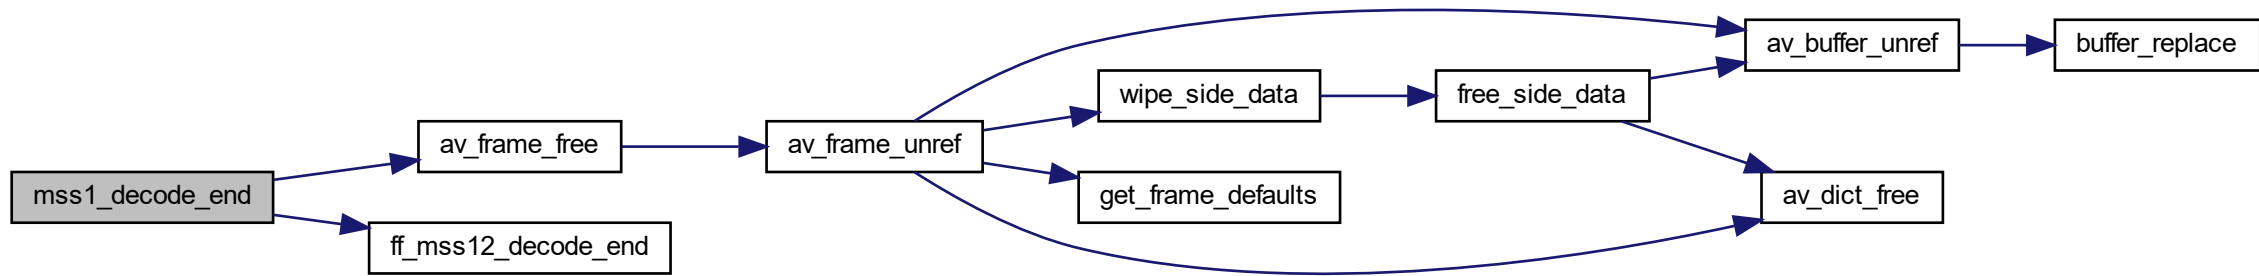 mss1_decode_end
av_frame_free
ff_mss12_decode_end
av_frame_unref
wipe_side_data
get_frame_defaults
free_side_data
av_buffer_unref
av_dict_free
buffer_replace